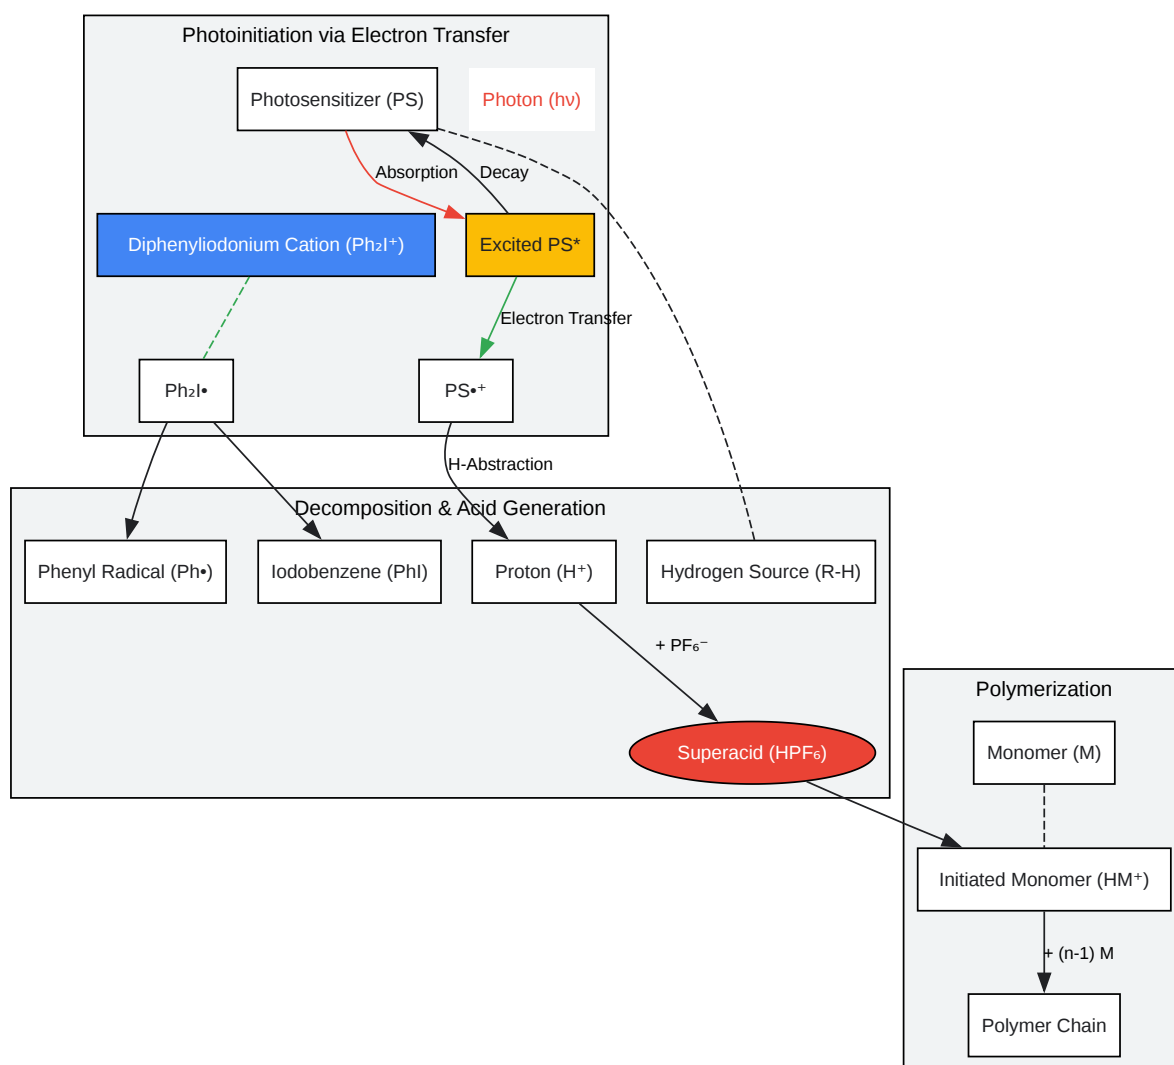 Photoinitiation via Electron Transfer
Photosensitizer (PS)
Photon (hν)
Absorption
Decay
Diphenyliodonium Cation (Ph₂I⁺)
Excited PS*
Electron Transfer
Ph₂I•
PS•⁺
H-Abstraction
Decomposition & Acid Generation
Phenyl Radical (Ph•)
Iodobenzene (PhI)
Proton (H⁺)
Hydrogen Source (R-H)
+ PF₆⁻
Polymerization
Superacid (HPF₆)
Monomer (M)
Initiated Monomer (HM⁺)
+ (n-1) M
Polymer Chain